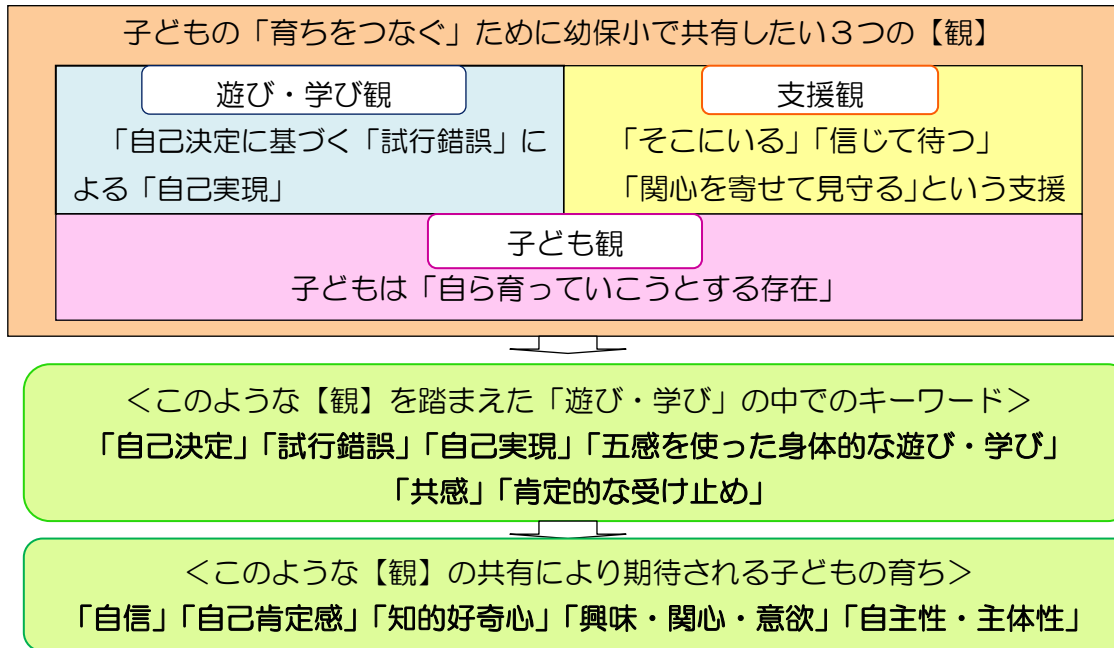 子どもの「育ちをつなぐ」ために幼保小で共有したい３つの【観】
遊び・学び観
「自己決定に基づく「試行錯誤」に
よる「自己実現」
支援観
「そこにいる」「信じて待つ」
「関心を寄せて見守る」という支援
子ども観
子どもは「自ら育っていこうとする存在」
＜このような【観】を踏まえた「遊び・学び」の中でのキーワード＞
「自己決定」「試行錯誤」「自己実現」「五感を使った身体的な遊び・学び」
「共感」「肯定的な受け止め」
＜このような【観】の共有により期待される子どもの育ち＞
「自信」「自己肯定感」「知的好奇心」「興味・関心・意欲」「自主性・主体性」